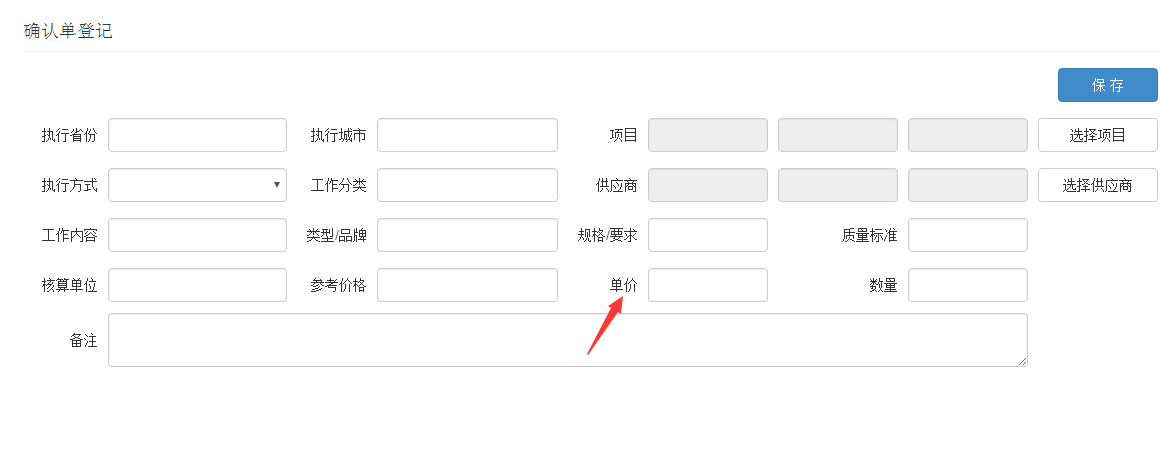 确认单登记
保 存
执行省份 执行城市 项目 选择项目
执行方式 工作分类 供应商 选择供应商
工作内容 类型/品牌 规格/要求 质量标准
核算单位 参考价格 单价 数量
备注